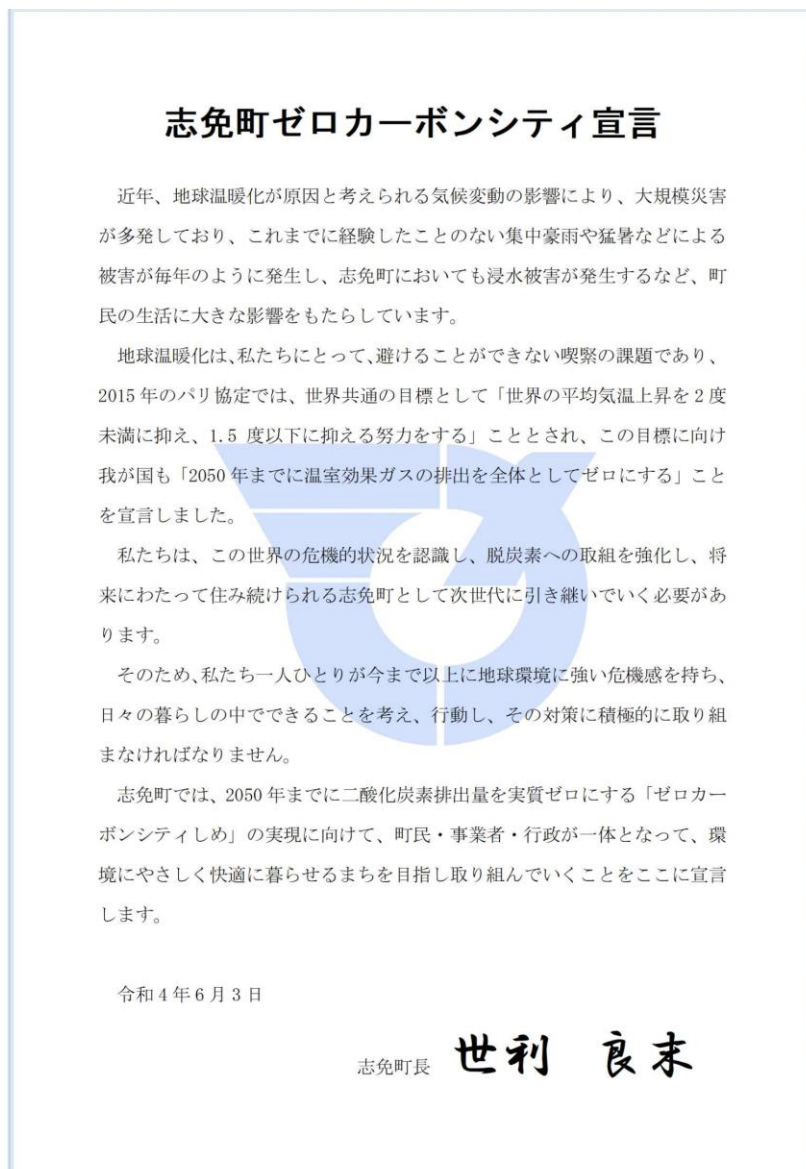 志免町ゼロカーボンシティ宣言
近年、地球温暖化が原因と考えられる気候変動の影響により、大規模災害
が多発しており、これまでに経験したことのない集中豪雨や猛暑などによる
被害が毎年のように発生し、志免町においても浸水被害が発生するなど、町
民の生活に大きな影響をもたらしています。
地球温暖化は、私たちにとって、避けることができない喫緊の課題であり、
2015年のパリ協定では、世界共通の目標として「世界の平均気温上昇を2度
未満に抑え、1.5度以下に抑える努力をする」こととされ、この目標に向け
我が国も「2050年までに温室効果ガスの排出を全体としてゼロにする」こと
を宣言しました。
私たちは、この世界の危機的状況を認識し、脱炭素への取組を強化し、将
来にわたって住み続けられる志免町として次世代に引き継いでいく必要があ
ります。
そのため、私たち一人ひとりが今まで以上に地球環境に強い危機感を持ち、
日々の暮らしの中でできることを考え、行動し、その対策に積極的に取り組
まなければなりません。
志免町では、2050年までに二酸化炭素排出量を実質ゼロにする「ゼロカー
ボンシティしめ」の実現に向けて、町民・事業者・行政が一体となって、環
境にやさしく快適に暮らせるまちを目指し取り組んでいくことをここに宣言
します。
令和4年6月3日
志免町長 世利 良末